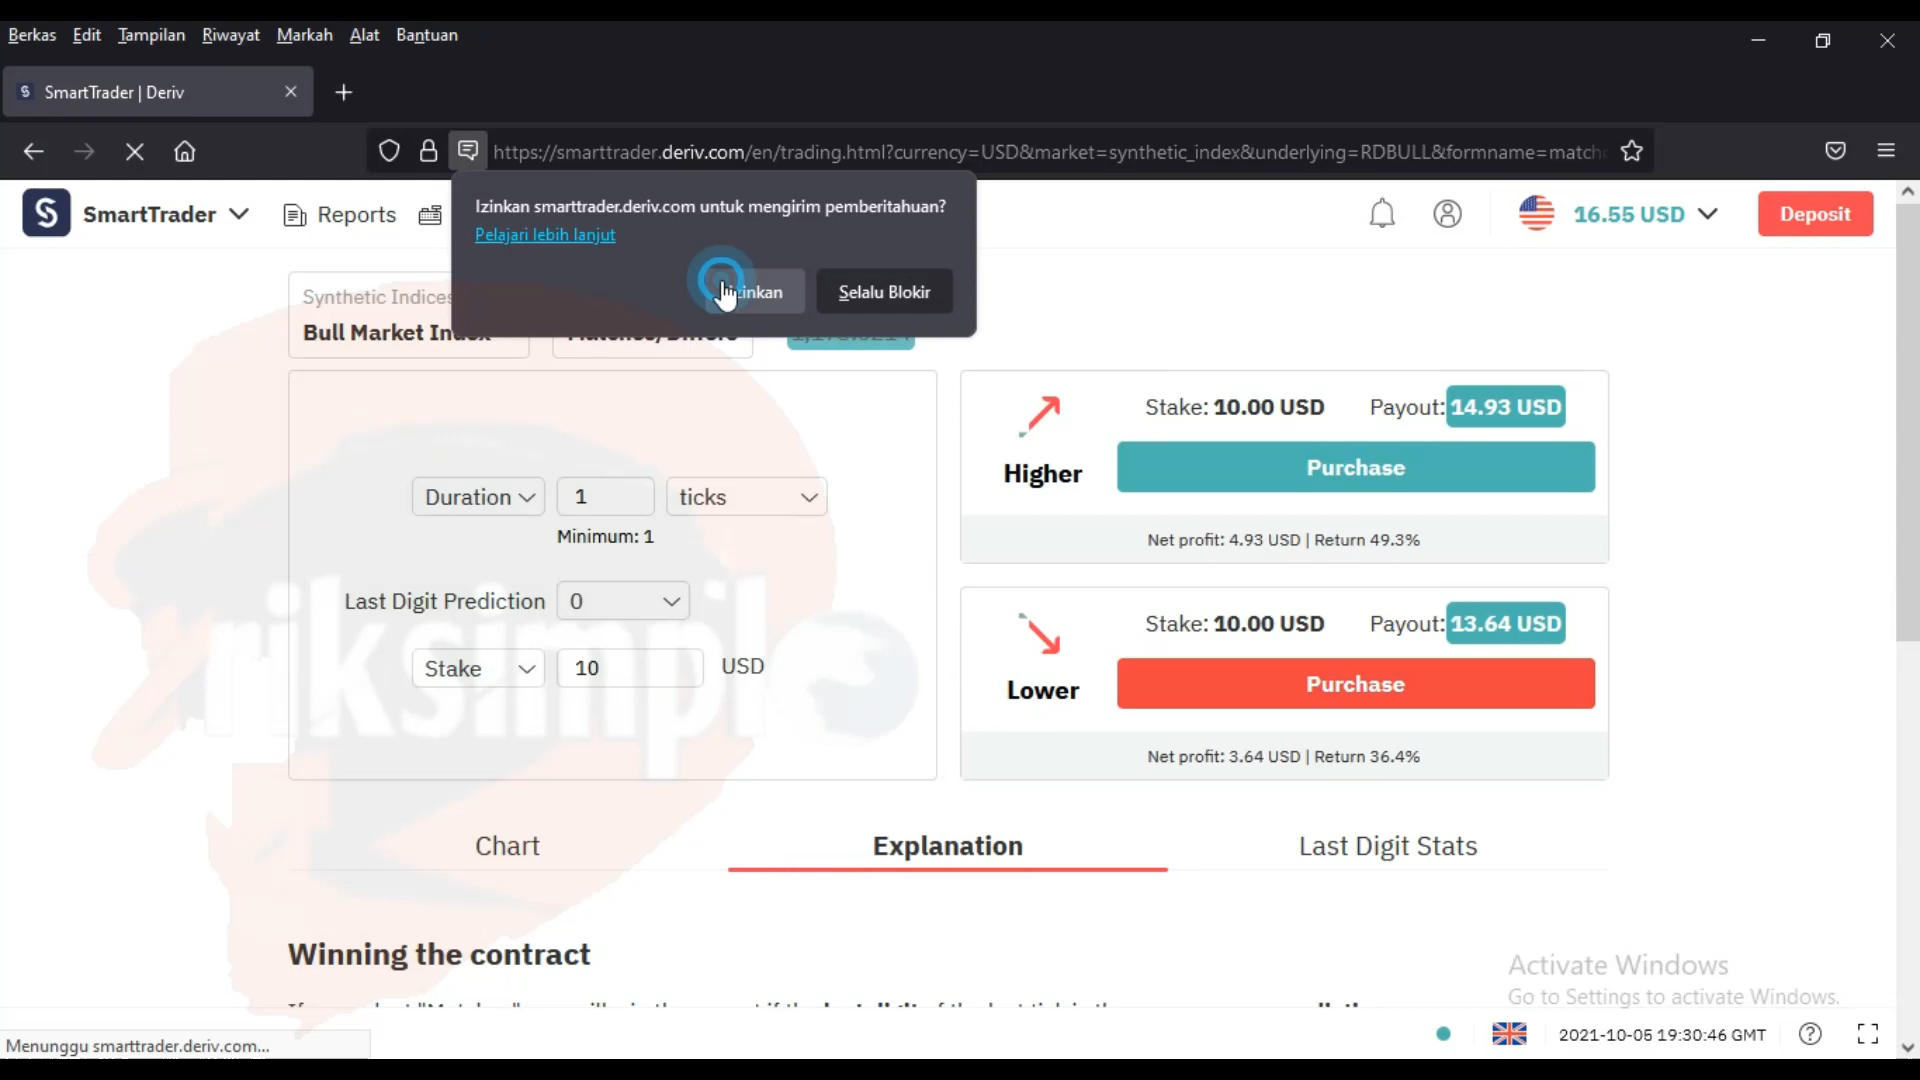 Berkas Edit Tampilan Riwayat Markah Alat Bantuan
SmartTrader | Deriv
https://smarttrader.deriv.com/en/trading.html?currency=USD&market=synthetic_index&underlying=RDBULL&formname=match
Izinkan smarttrader.deriv.com untuk mengirim pemberitahuan?
Pelajari lebih lanjut
Selalu Blokir
SmartTrader
Reports
16.55 USD
Deposit
Synthetic Indices
Bull Market Index
Matches/Differs
Duration 1 ticks
Minimum: 1
Last Digit Prediction 0
Stake 10 USD
Stake: 10.00 USD Payout: 14.93 USD
Higher
Purchase
Net profit: 4.93 USD | Return 49.3%
Stake: 10.00 USD Payout: 13.64 USD
Lower
Purchase
Net profit: 3.64 USD | Return 36.4%
riksimpl
Chart Explanation Last Digit Stats
Winning the contract
Activate Windows
Go to Settings to activate Windows.
Menunggu smarttrader.deriv.com...
2021-10-05 19:30:46 GMT